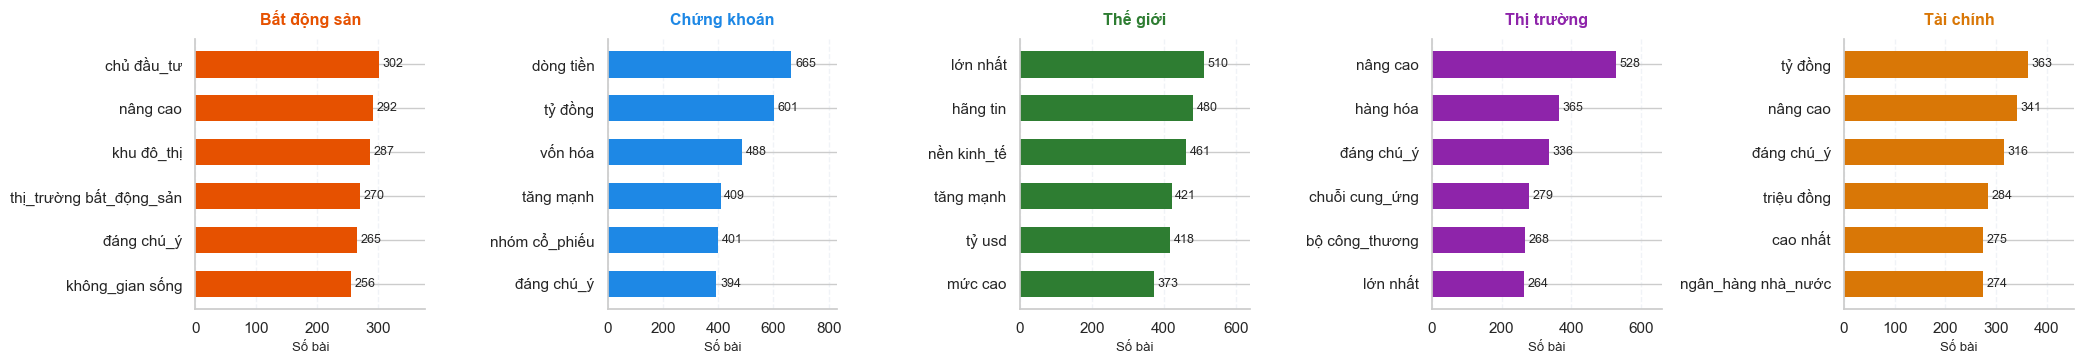 Bất động sản
chủ đầu_tư 302
nâng cao 292
khu đô_thị 287
thị_trường bất_động_sản 270
đáng chú_ý 265
không_gian sống 256
0 100 200 300
Số bài
Chứng khoán
dòng tiền 665
tỷ đồng 601
vốn hóa 488
tăng mạnh 409
nhóm cổ_phiếu 401
đáng chú_ý 394
0 200 400 600 800
Số bài
Thế giới
lớn nhất 510
hãng tin 480
nền kinh_tế 461
tăng mạnh 421
tỷ usd 418
mức cao 373
0 200 400 600
Số bài
Thị trường
nâng cao 528
hàng hóa 365
đáng chú_ý 336
chuỗi cung_ứng 279
bộ công_thương 268
lớn nhất 264
0 200 400 600
Số bài
Tài chính
tỷ đồng 363
nâng cao 341
đáng chú_ý 316
triệu đồng 284
cao nhất 275
ngân_hàng nhà_nước 274
0 100 200 300 400
Số bài